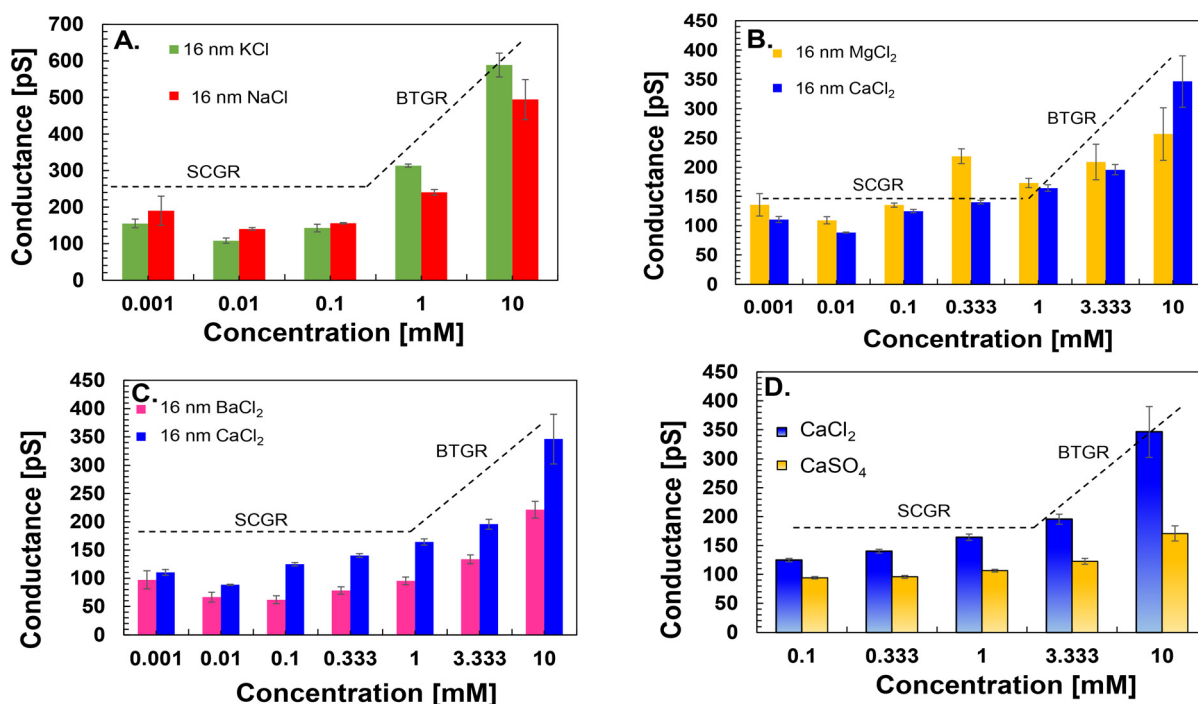 A.
16 nm KCl
16 nm NaCl
SCGR
BTGR
Conductance [pS]
700
600
500
400
300
200
100
0
0.001 0.01 0.1 1 10
Concentration [mM]
B.
16 nm MgCl₂
16 nm CaCl₂
SCGR
BTGR
Conductance [pS]
450
400
350
300
250
200
150
100
50
0
0.001 0.01 0.1 0.333 1 3.333 10
Concentration [mM]
C.
16 nm BaCl₂
16 nm CaCl₂
SCGR
BTGR
Conductance [pS]
450
400
350
300
250
200
150
100
50
0
0.001 0.01 0.1 0.333 1 3.333 10
Concentration [mM]
D.
CaCl₂
CaSO₄
SCGR
BTGR
Conductance [pS]
450
400
350
300
250
200
150
100
50
0
0.1 0.333 1 3.333 10
Concentration [mM]